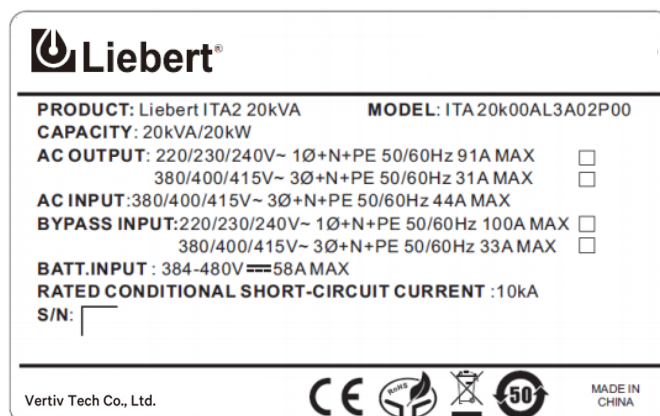 Liebert®
PRODUCT: Liebert ITA2 20kVA MODEL: ITA20k00AL3A02P00
CAPACITY: 20kVA/20kW
AC OUTPUT: 220/230/240V~ 1Ø+N+PE 50/60Hz 91A MAX
380/400/415V~ 3Ø+N+PE 50/60Hz 31A MAX
AC INPUT:380/400/415V~ 3Ø+N+PE 50/60Hz 44A MAX
BYPASS INPUT:220/230/240V~ 1Ø+N+PE 50/60Hz 100A MAX
380/400/415V~ 3Ø+N+PE 50/60Hz 33A MAX
BATT.INPUT : 384-480V⎓58A MAX
RATED CONDITIONAL SHORT-CIRCUIT CURRENT :10kA
S/N:
Vertiv Tech Co., Ltd. CE RoHS 50 MADE IN
CHINA